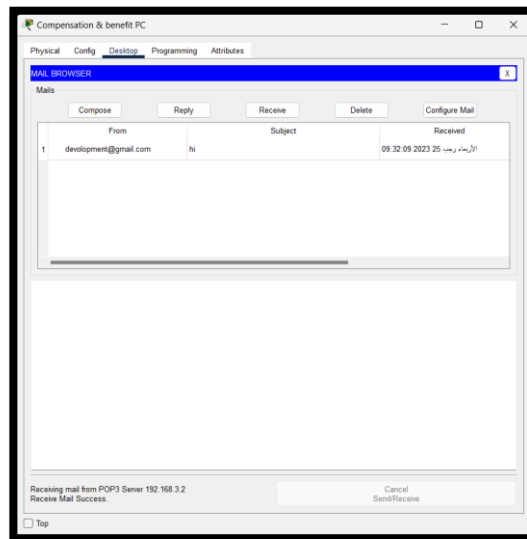 Compensation & benefit PC
Physical Config Desktop Programming Attributes
MAIL BROWSER X
Mails
Compose Reply Receive Delete Configure Mail
From Subject Received
1 devolopment@gmail.com hi الأربعاء رجب 25 2023 09:32:09
Receiving mail from POP3 Server 192.168.3.2
Receive Mail Success.
Cancel
Send/Receive
Top